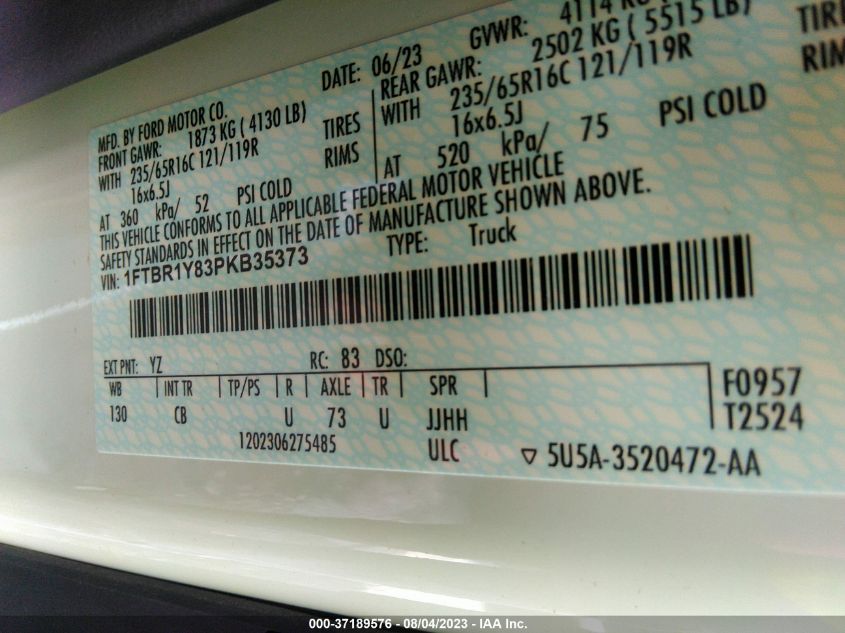 MFD. BY FORD MOTOR CO.
DATE: 06/23
GVWR: 4114 KG
FRONT GAWR: 1873 KG ( 4130 LB)
REAR GAWR: 2502 KG ( 5515 LB)
WITH 235/65R16C 121/119R TIRES
WITH 235/65R16C 121/119R TIRES
16x6.5J RIMS
16x6.5J RIMS
AT 360 kPa/ 52 PSI COLD
AT 520 kPa/ 75 PSI COLD
THIS VEHICLE CONFORMS TO ALL APPLICABLE FEDERAL MOTOR VEHICLE
SAFETY STANDARDS IN EFFECT ON THE DATE OF MANUFACTURE SHOWN ABOVE.
VIN: 1FTBR1Y83PKB35373
TYPE: Truck
EXT PNT: YZ RC: 83 DSO:
WB INT TR TP/PS R AXLE TR SPR
130 CB U 73 U JJHH
F0957
T2524
1202306275485 ULC
5U5A-3520472-AA
000-37189576 - 08/04/2023 - IAA Inc.